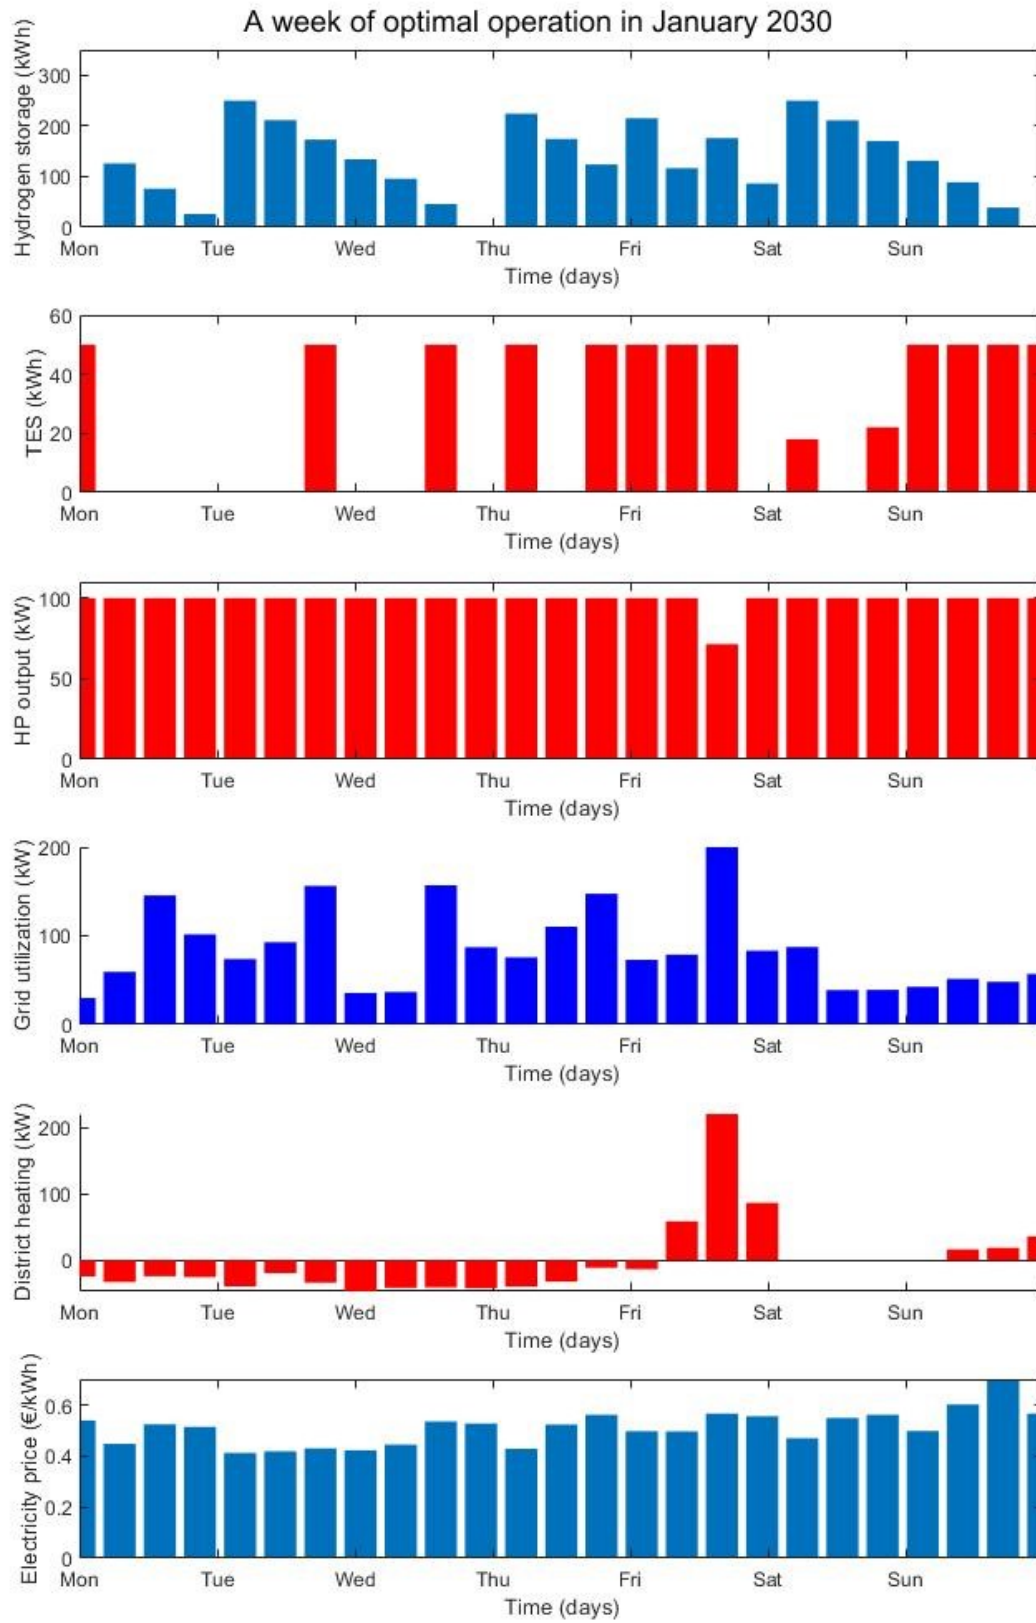 A week of optimal operation in January 2030
Hydrogen storage (kWh)
300
200
100
0
Mon Tue Wed Thu Fri Sat Sun
Time (days)
TES (kWh)
60
40
20
0
Mon Tue Wed Thu Fri Sat Sun
Time (days)
HP output (kW)
100
50
0
Mon Tue Wed Thu Fri Sat Sun
Time (days)
Grid utilization (kW)
200
100
0
Mon Tue Wed Thu Fri Sat Sun
Time (days)
District heating (kW)
200
100
0
Mon Tue Wed Thu Fri Sat Sun
Time (days)
Electricity price (€/kWh)
0.6
0.4
0.2
0
Mon Tue Wed Thu Fri Sat Sun
Time (days)